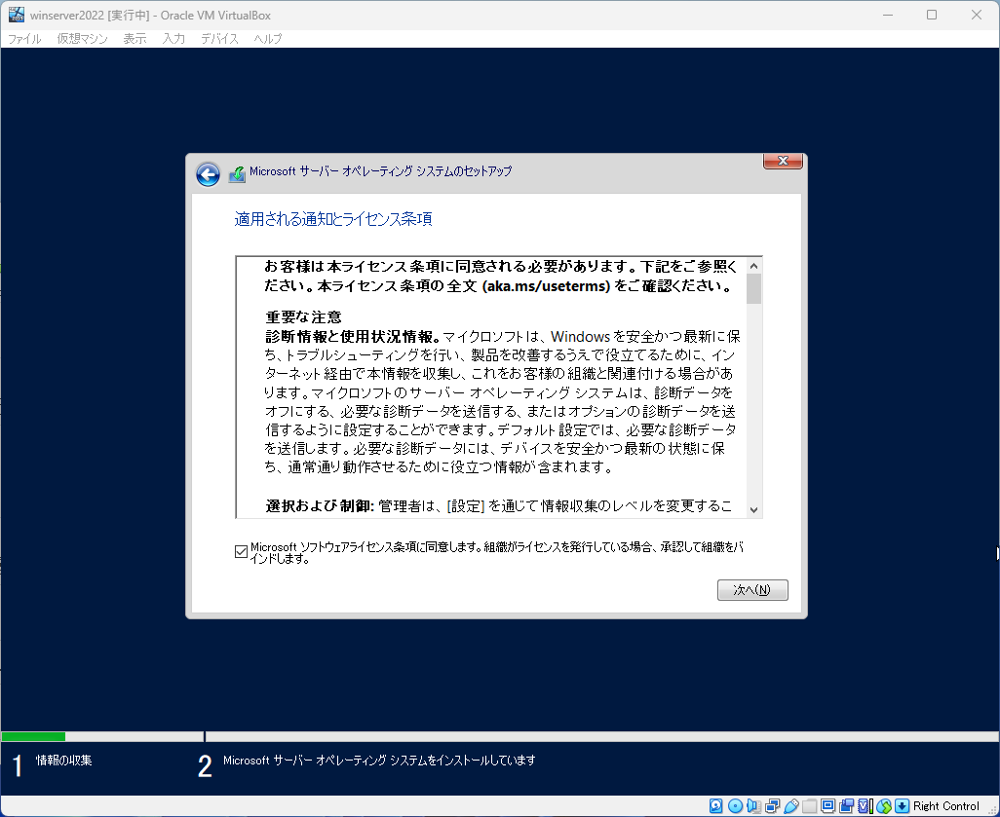 winserver2022 [実行中] - Oracle VM VirtualBox
ファイル 仮想マシン 表示 入力 デバイス ヘルプ
Microsoft サーバー オペレーティング システムのセットアップ
適用される通知とライセンス条項
お客様は本ライセンス条項に同意される必要があります。下記をご参照く
ださい。本ライセンス条項の全文 (aka.ms/useterms) をご確認ください。
重要な注意
診断情報と使用状況情報。マイクロソフトは、Windows を安全かつ最新に保
ち、トラブルシューティングを行い、製品を改善するうえで役立てるために、イン
ターネット経由で本情報を収集し、これをお客様の組織と関連付ける場合があ
ります。マイクロソフトのサーバー オペレーティング システムは、診断データを
オフにする、必要な診断データを送信する、またはオプションの診断データを送
信するように設定することができます。デフォルト設定では、必要な診断データ
を送信します。必要な診断データには、デバイスを安全かつ最新の状態に保
ち、通常通り動作させるために役立つ情報が含まれます。
選択および制御: 管理者は、[設定] を通じて情報収集のレベルを変更するこ
Microsoft ソフトウェアライセンス条項に同意します。組織がライセンスを発行している場合、承認して組織をバ
インドします。
次へ(N)
1 情報の収集 2 Microsoft サーバー オペレーティング システムをインストールしています
Right Control